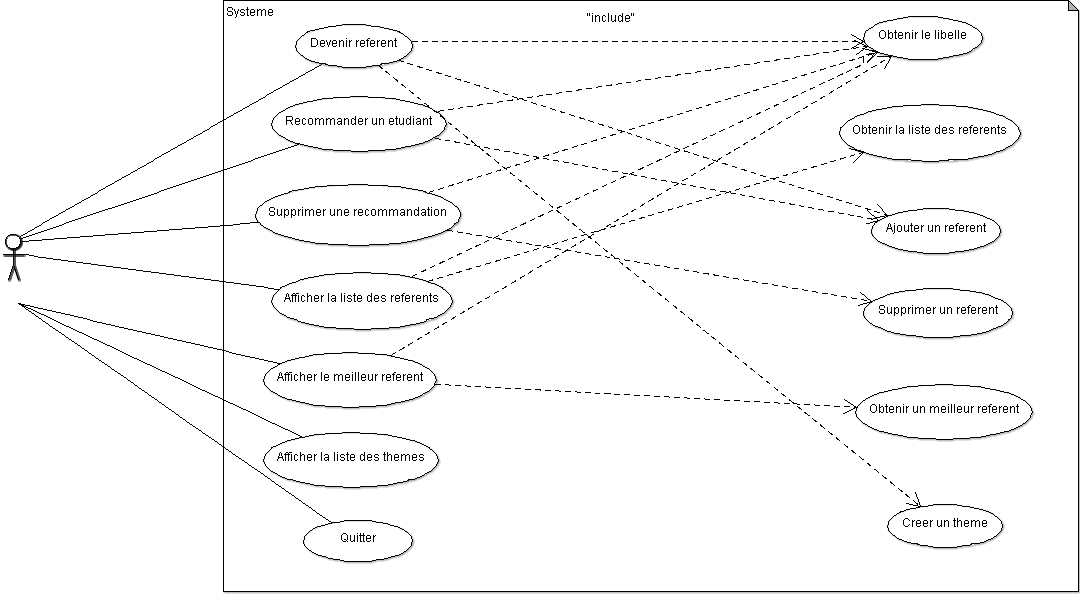 Systeme
"include"
Devenir referent
Obtenir le libelle
Recommander un etudiant
Obtenir la liste des referents
Supprimer une recommandation
Ajouter un referent
Afficher la liste des referents
Supprimer un referent
Afficher le meilleur referent
Obtenir un meilleur referent
Afficher la liste des themes
Quitter
Creer un theme